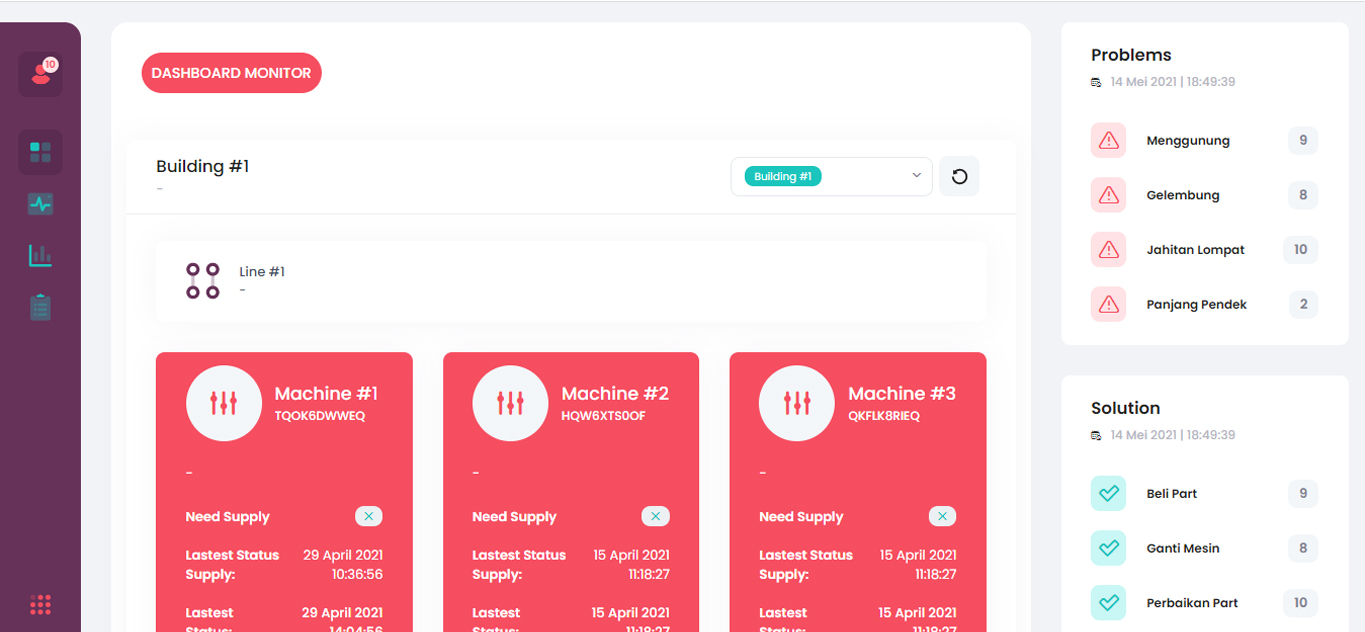 10
DASHBOARD MONITOR
Building #1
-
Building #1
Line #1
-
Machine #1
TQOK6DWWEQ
-
Need Supply
Lastest Status Supply:
29 April 2021 10:36:56
Lastest Status:
29 April 2021 14:04:56
Machine #2
HQW6XTS0OF
-
Need Supply
Lastest Status Supply:
15 April 2021 11:18:27
Lastest Status:
15 April 2021 11:18:27
Machine #3
QKFLK8RIEQ
-
Need Supply
Lastest Status Supply:
15 April 2021 11:18:27
Lastest Status:
15 April 2021 11:18:27
Problems
14 Mei 2021 | 18:49:39
Menggunung 9
Gelembung 8
Jahitan Lompat 10
Panjang Pendek 2
Solution
14 Mei 2021 | 18:49:39
Beli Part 9
Ganti Mesin 8
Perbaikan Part 10